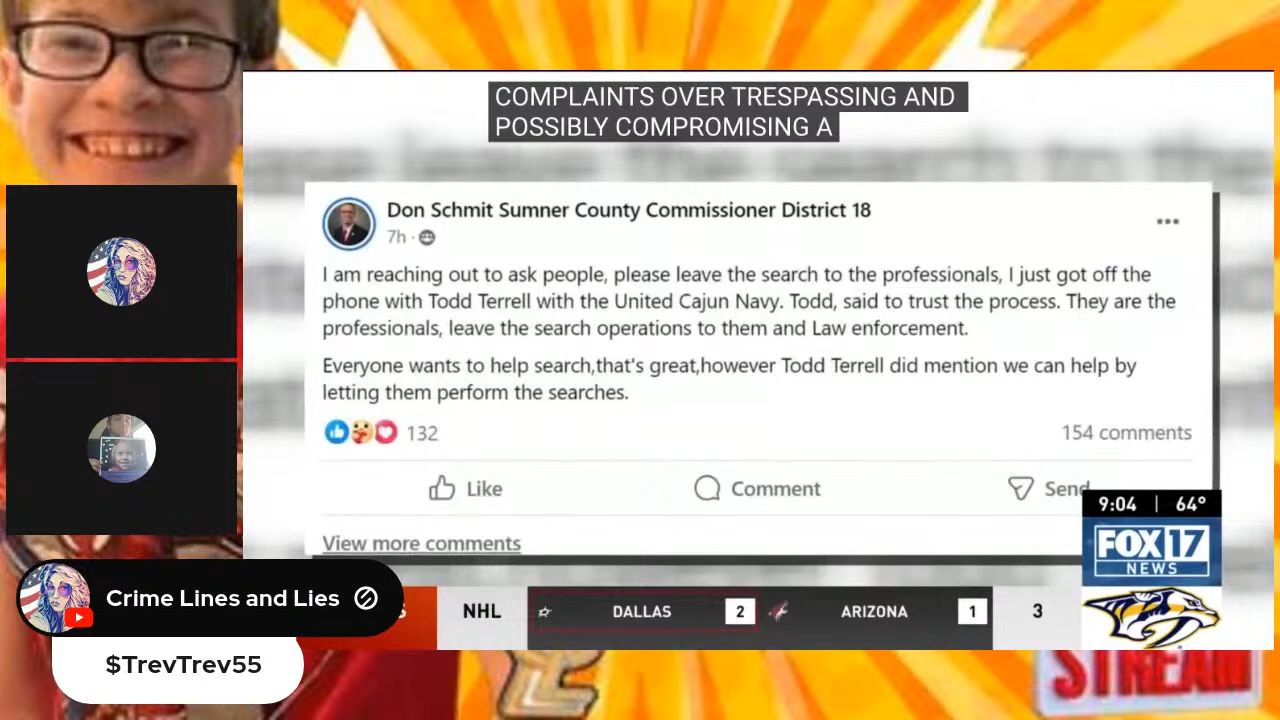 COMPLAINTS OVER TRESPASSING AND
POSSIBLY COMPROMISING A
Don Schmit Sumner County Commissioner District 18
7h ·
I am reaching out to ask people, please leave the search to the professionals, I just got off the
phone with Todd Terrell with the United Cajun Navy. Todd, said to trust the process. They are the
professionals, leave the search operations to them and Law enforcement.
Everyone wants to help search,that's great,however Todd Terrell did mention we can help by
letting them perform the searches.
132
154 comments
Like
Comment
Send
View more comments
9:04 | 64°
FOX 17
NEWS
S NHL DALLAS 2 ARIZONA 1 3
Crime Lines and Lies
$TrevTrev55
STREAM